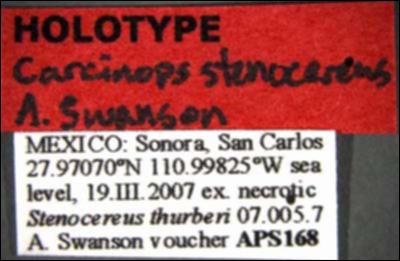 HOLOTYPE
Carcinops stenocereus
A. Swanson
MEXICO: Sonora, San Carlos
27.97070°N 110.99825°W sea
level, 19.III.2007 ex. necrotic
Stenocereus thurberi 07.005.7
A. Swanson voucher APS168